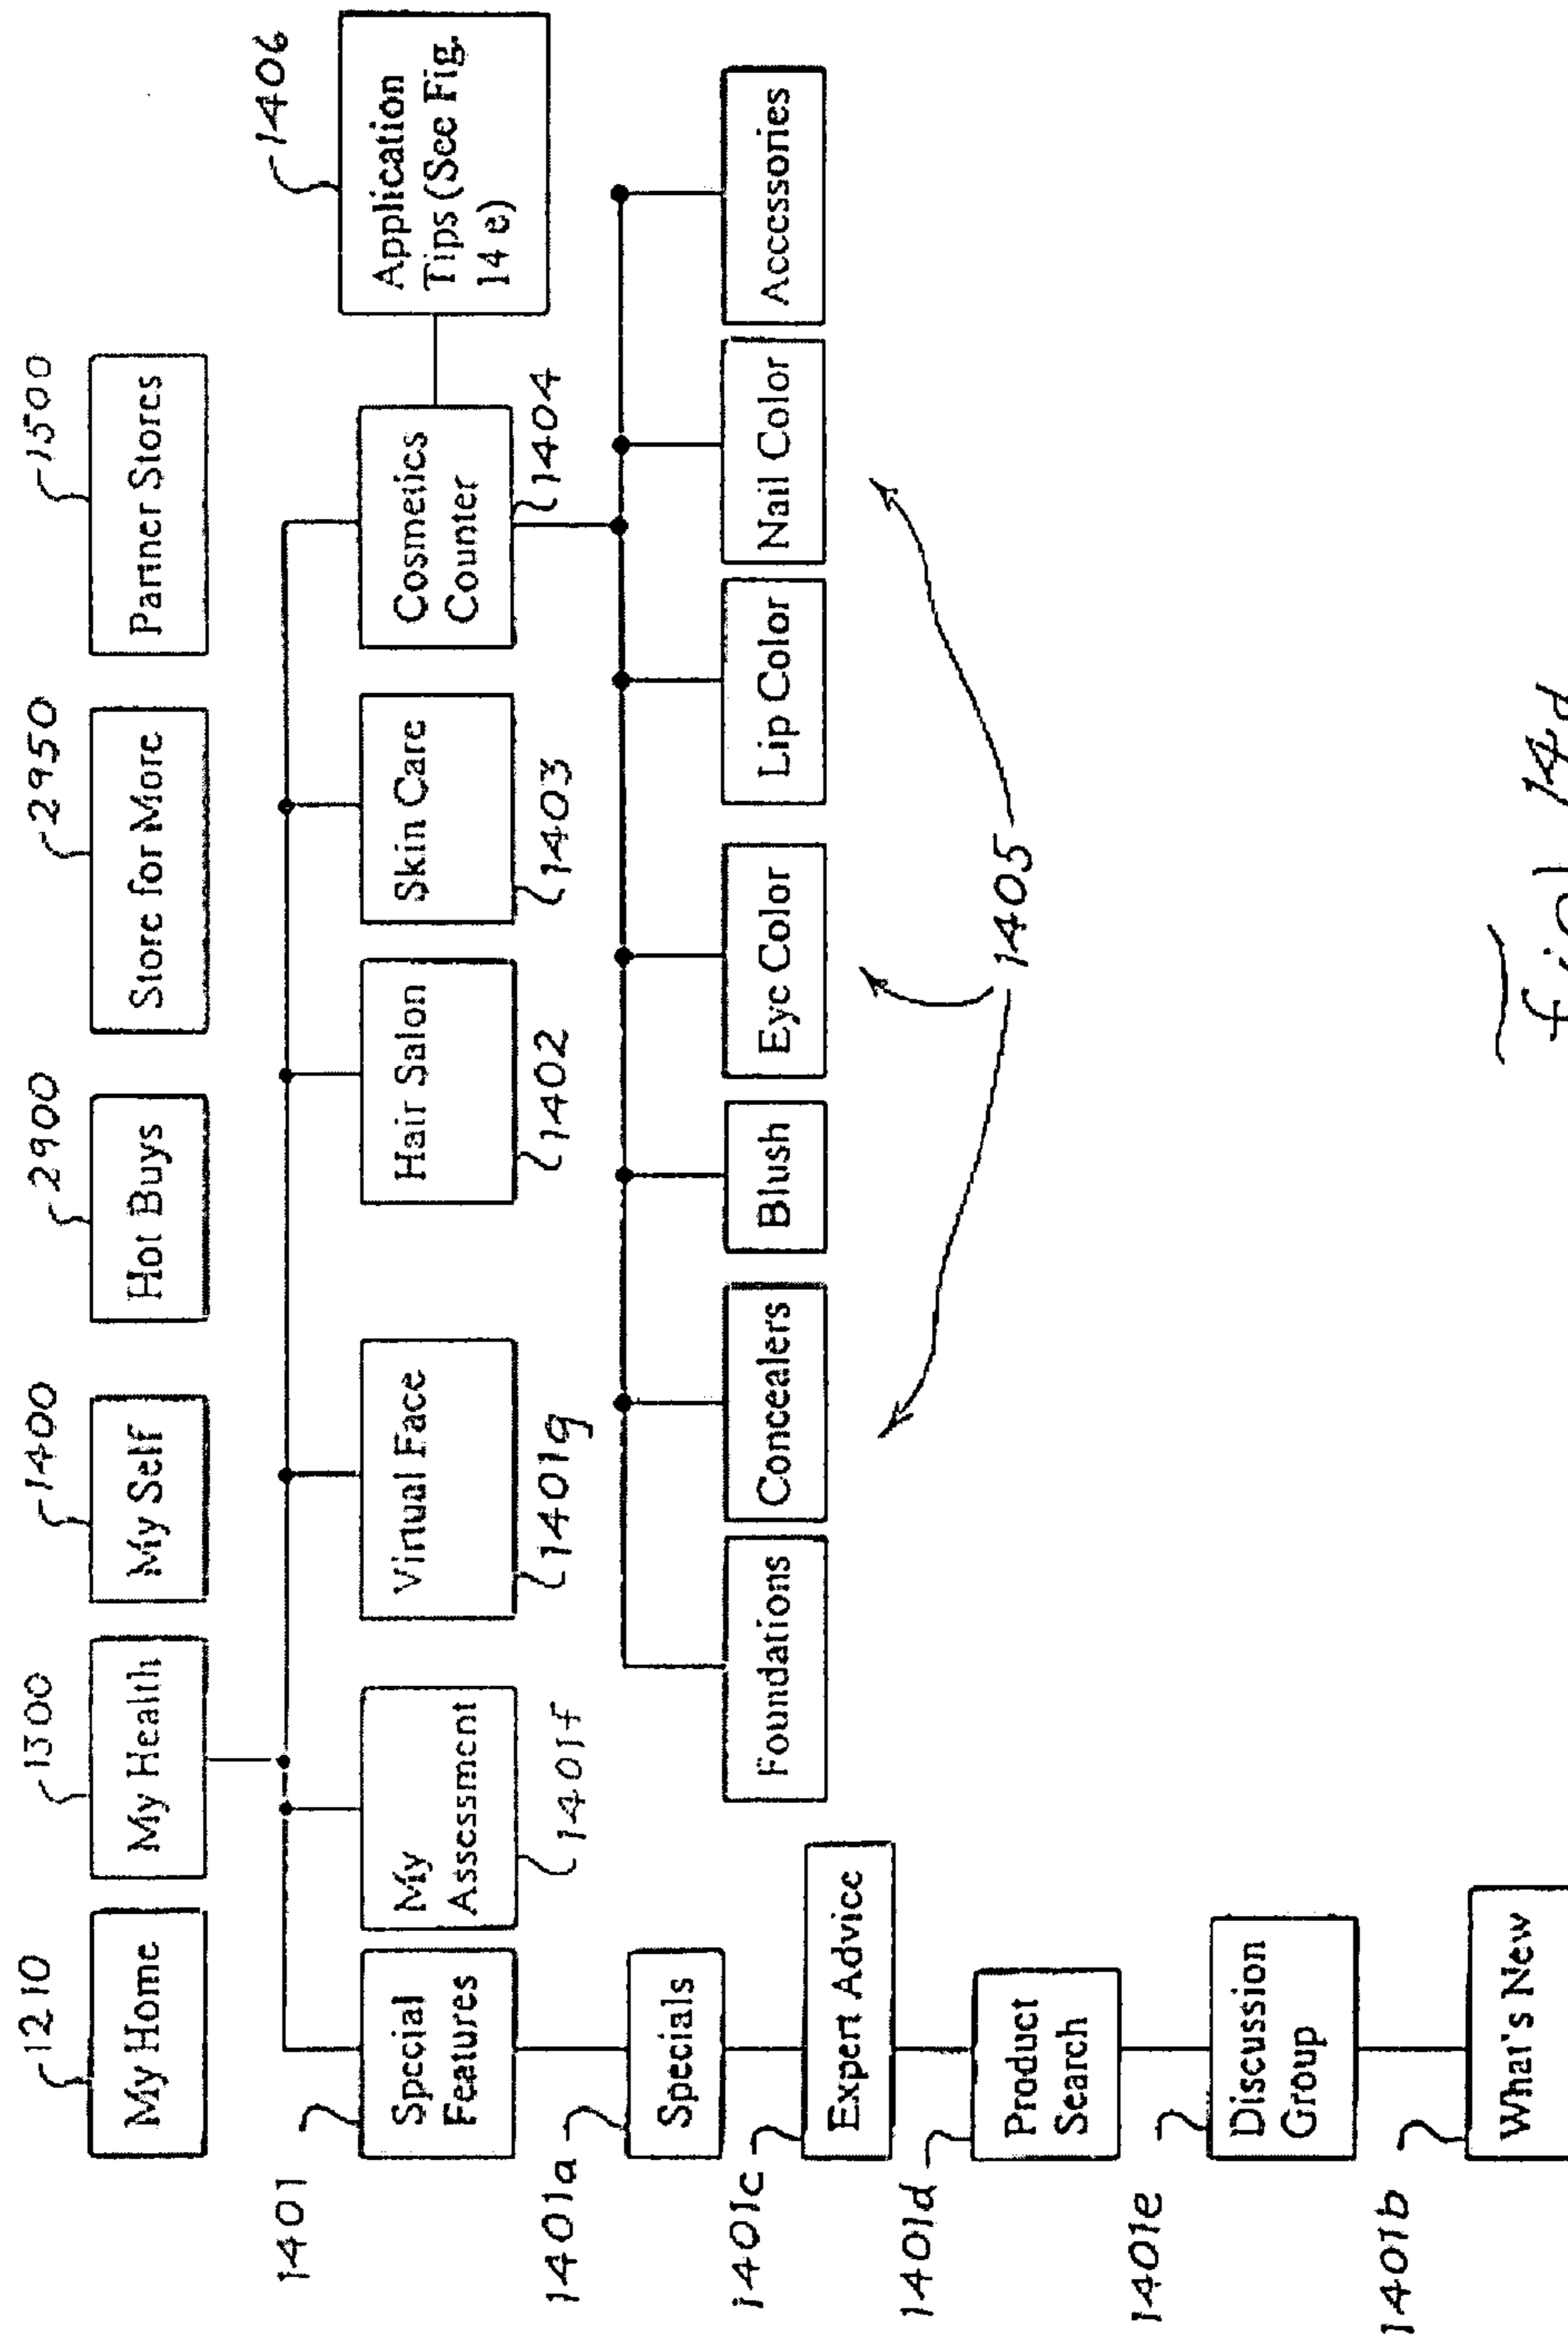 1210
1300
1400
2900
2950
1500
My Home
My Health
My Self
Hot Buys
Store for More
Partner Stores
1401
1406
Special
Features
My
Assessment
Virtual Face
Hair Salon
Skin Care
Cosmetics
Counter
Application
Tips (See Fig.
14 e)
1401f
1401g
1402
1403
1404
1401a
Specials
Foundations
Concealers
Blush
Eye Color
Lip Color
Nail Color
Accessories
1401c
Expert Advice
1405
1401d
Product
Search
1401e
Discussion
Group
1401b
What's New
Fig 14d